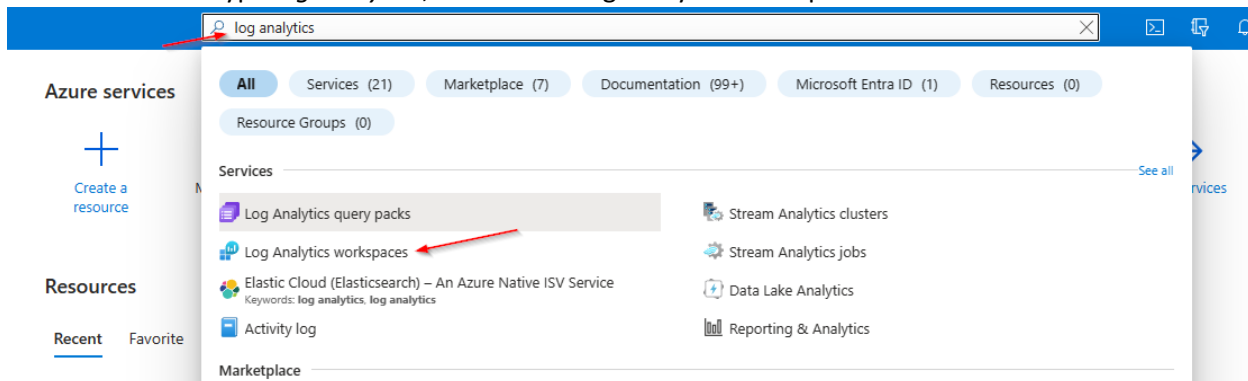 log analytics
Azure services
All Services (21) Marketplace (7) Documentation (99+) Microsoft Entra ID (1) Resources (0)
Resource Groups (0)
Services See all
Create a
resource
Log Analytics query packs Stream Analytics clusters
Log Analytics workspaces Stream Analytics jobs
Elastic Cloud (Elasticsearch) – An Azure Native ISV Service Data Lake Analytics
Keywords: log analytics, log analytics
Activity log Reporting & Analytics
Resources
Recent Favorite
Marketplace